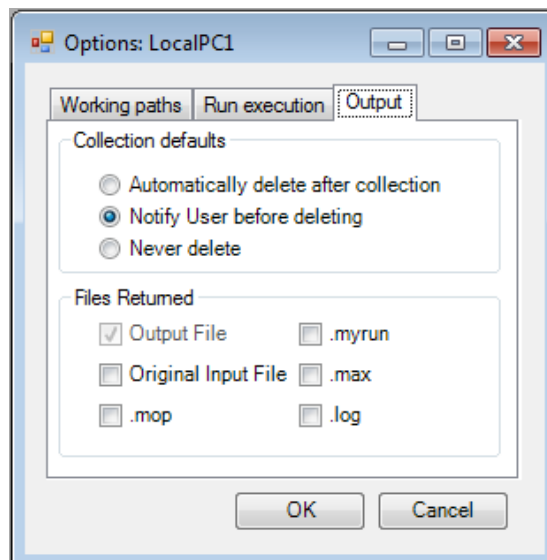 Options: LocalPC1
Working paths Run execution Output
Collection defaults
Automatically delete after collection
Notify User before deleting
Never delete
Files Returned
Output File .myrun
Original Input File .max
.mop .log
OK Cancel